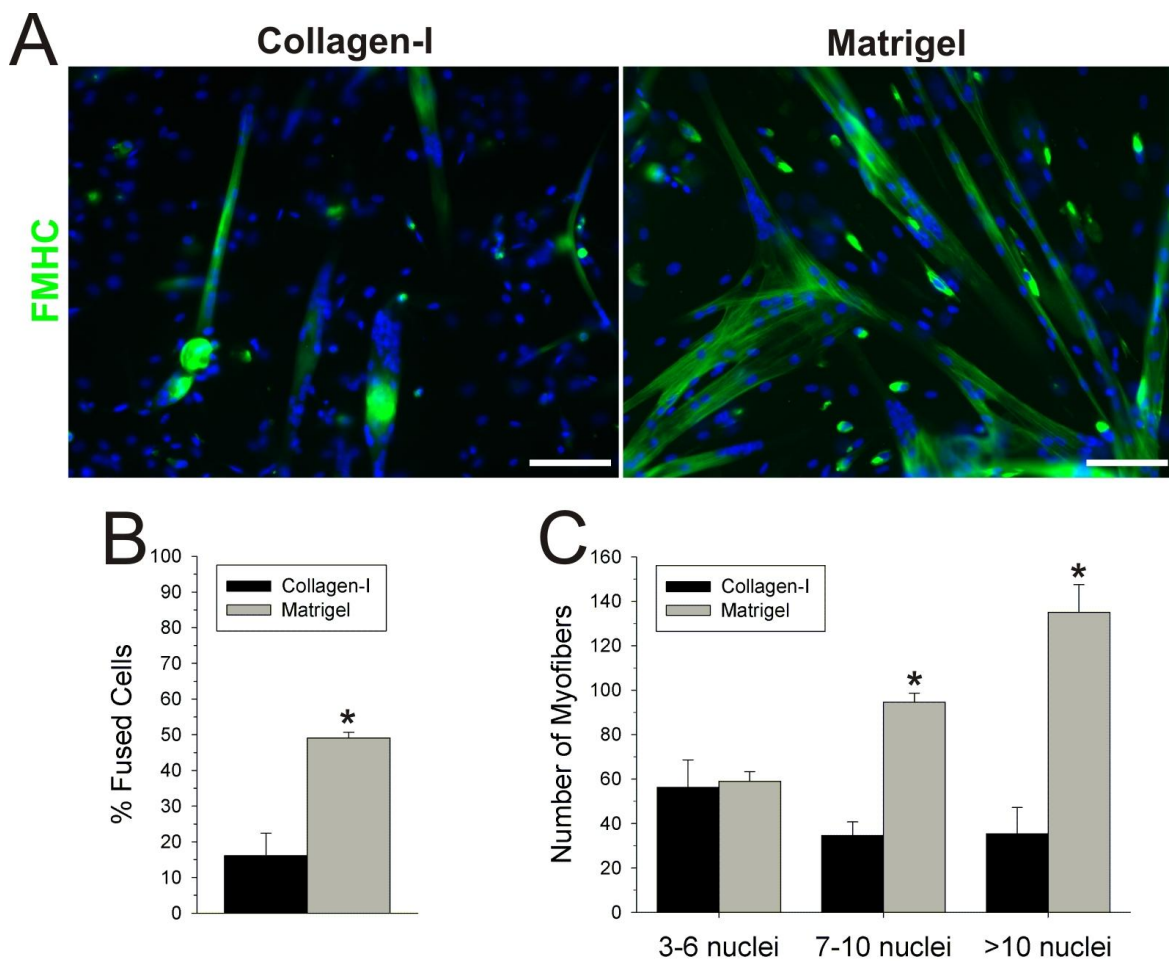 A
Collagen-I
Matrigel
FMHC
B
100
90
80
70
60
50
40
30
20
10
0
% Fused Cells
Collagen-I
Matrigel
*
C
160
140
120
100
80
60
40
20
0
Number of Myofibers
Collagen-I
Matrigel
*
*
3-6 nuclei
7-10 nuclei
>10 nuclei